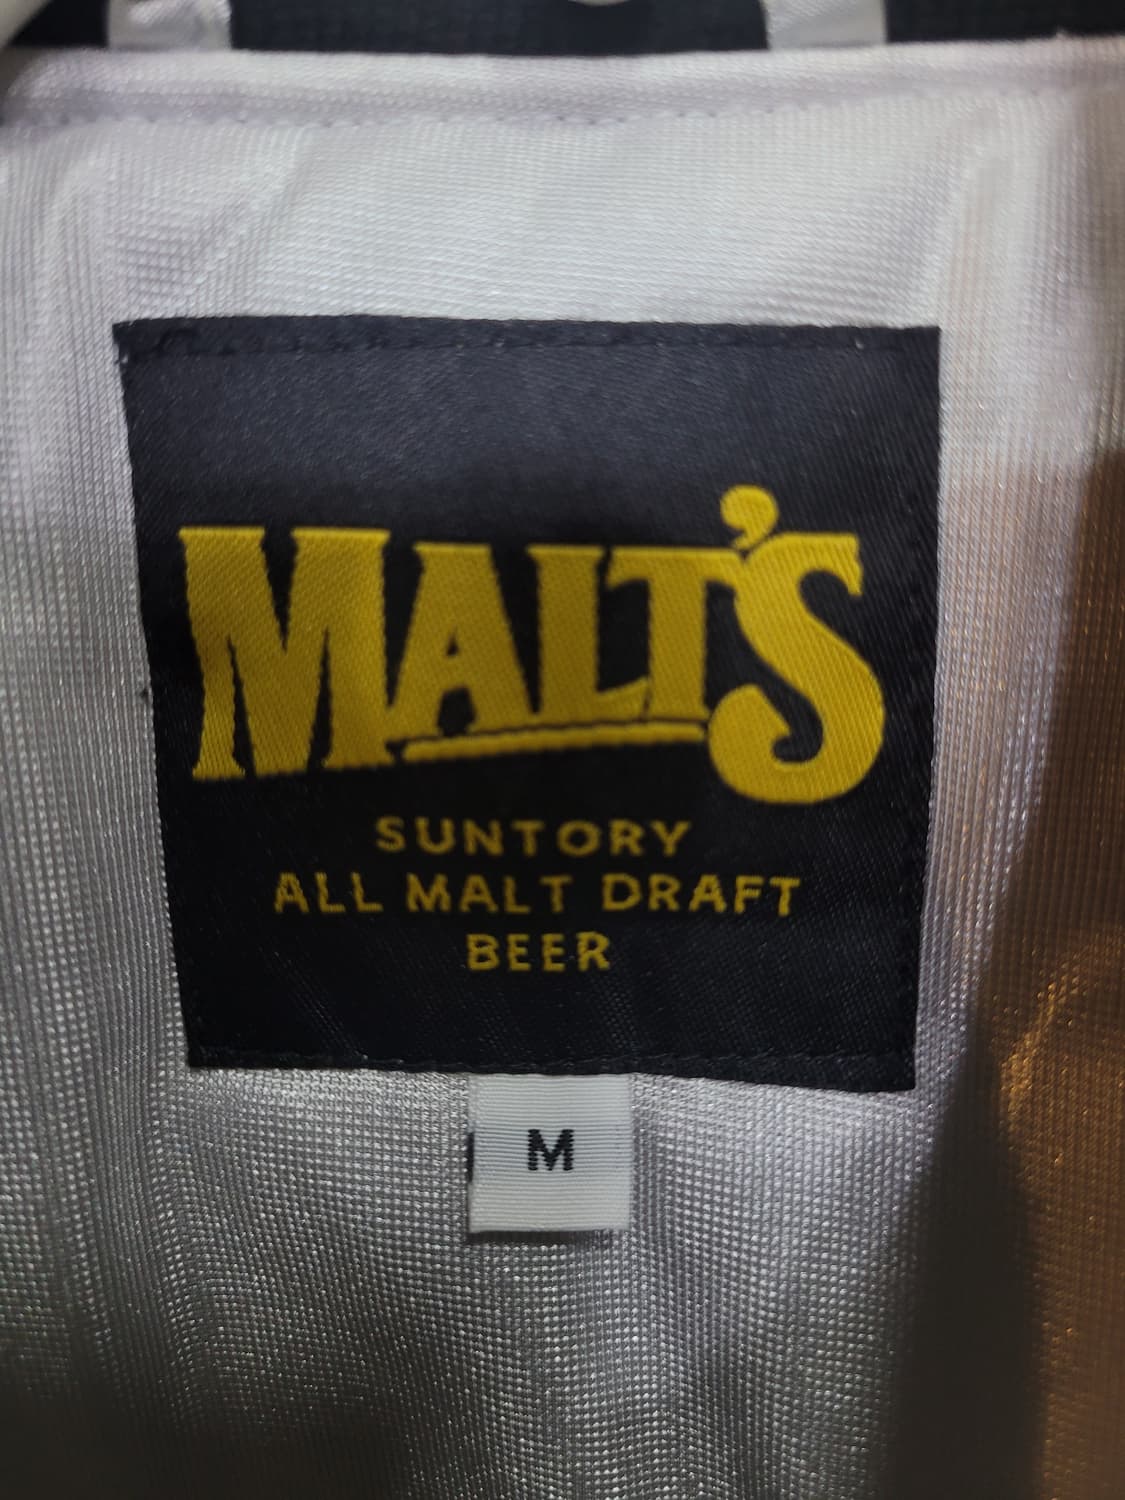 MALT'S
SUNTORY
ALL MALT DRAFT
BEER
M